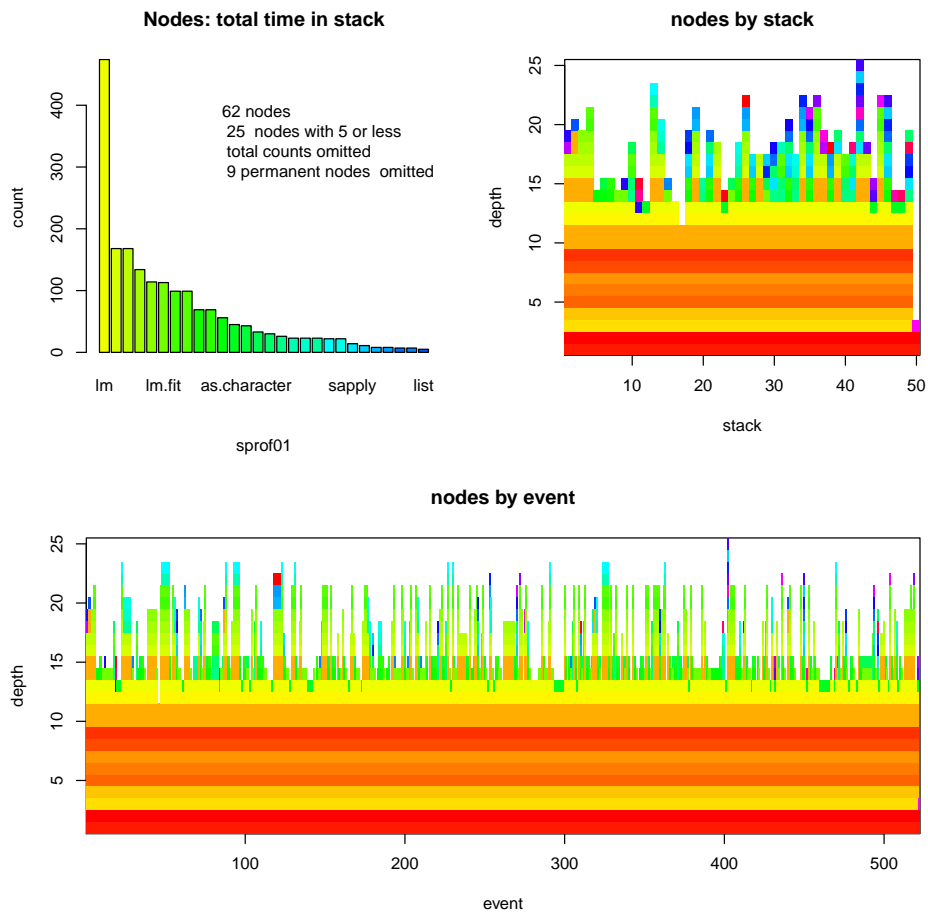 Nodes: total time in stack
62 nodes
25 nodes with 5 or less
total counts omitted
9 permanent nodes omitted
count
0
100
200
300
400
lm
lm.fit
as.character
sapply
list
sprof01
nodes by stack
depth
5
10
15
20
25
10
20
30
40
50
stack
nodes by event
depth
5
10
15
20
25
100
200
300
400
500
event